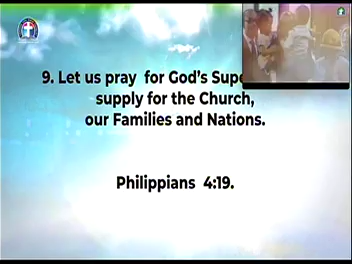 9. Let us pray for God's
supply for the Church,
our Families and Nations.
Philippians 4:19.